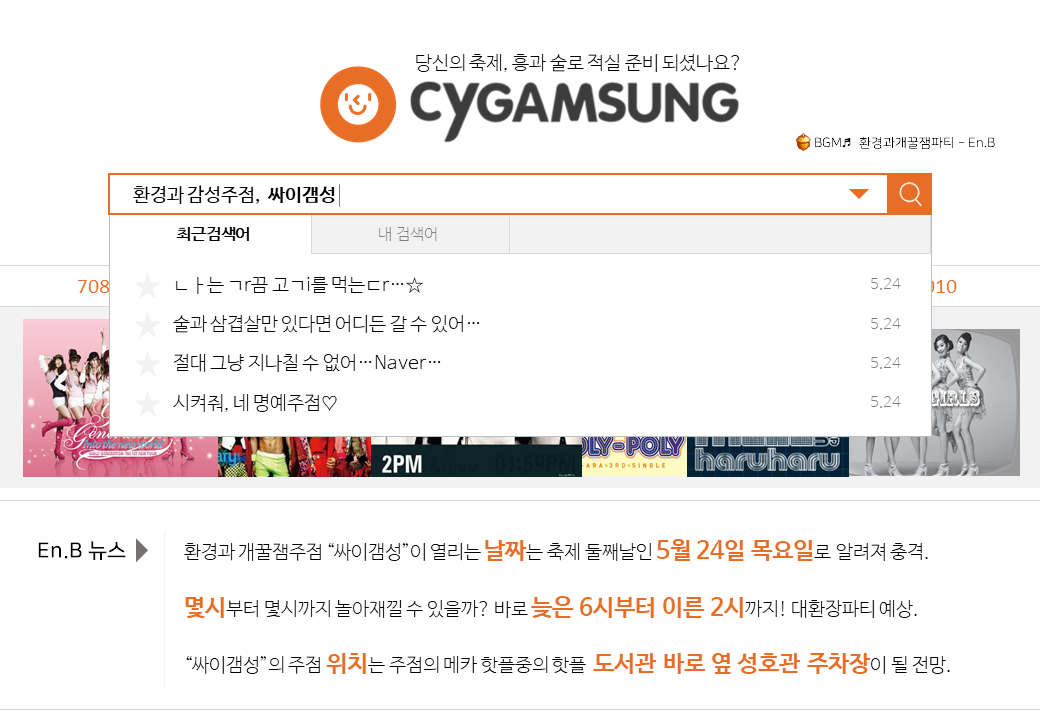 당신의 축제, 흥과 술로 적실 준비 되셨나요?
CYGAMSUNG
BGM♬ 환경과개꿀잼파티 - En.B
환경과 감성주점, 싸이갬성
최근검색어 내 검색어
ㄴㅏ는 ㄱr끔 고ㄱi를 먹는ㄷr…☆ 5.24
술과 삼겹살만 있다면 어디든 갈 수 있어… 5.24
절대 그냥 지나칠 수 없어…Naver… 5.24
시켜줘, 네 명예주점♡ 5.24
708
010
GIRLS' GENERATION THE 1ST NEW TOUR
2PM 01:59PM
ROLY-POLY
haruharu
En.B 뉴스
환경과 개꿀잼주점 “싸이갬성”이 열리는 날짜는 축제 둘째날인 5월 24일 목요일로 알려져 충격.
몇시부터 몇시까지 놀아재낄 수 있을까? 바로 늦은 6시부터 이른 2시까지! 대환장파티 예상.
“싸이갬성”의 주점 위치는 주점의 메카 핫플중의 핫플 도서관 바로 옆 성호관 주차장이 될 전망.